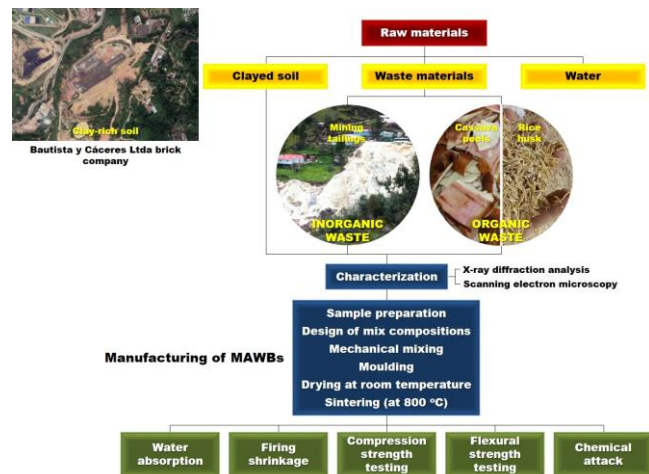 Raw materials
Clayed soil
Waste materials
Water
Clay-rich soil
Bautista y Cáceres Ltda brick
company
Mining
tailings
Cassava
peels
Rice
husk
INORGANIC
WASTE
ORGANIC
WASTE
Characterization
X-ray diffraction analysis
Scanning electron microscopy
Manufacturing of MAWBs
Sample preparation
Design of mix compositions
Mechanical mixing
Moulding
Drying at room temperature
Sintering (at 800 ºC)
Water
absorption
Firing
shrinkage
Compression
strength
testing
Flexural
strength
testing
Chemical
attack